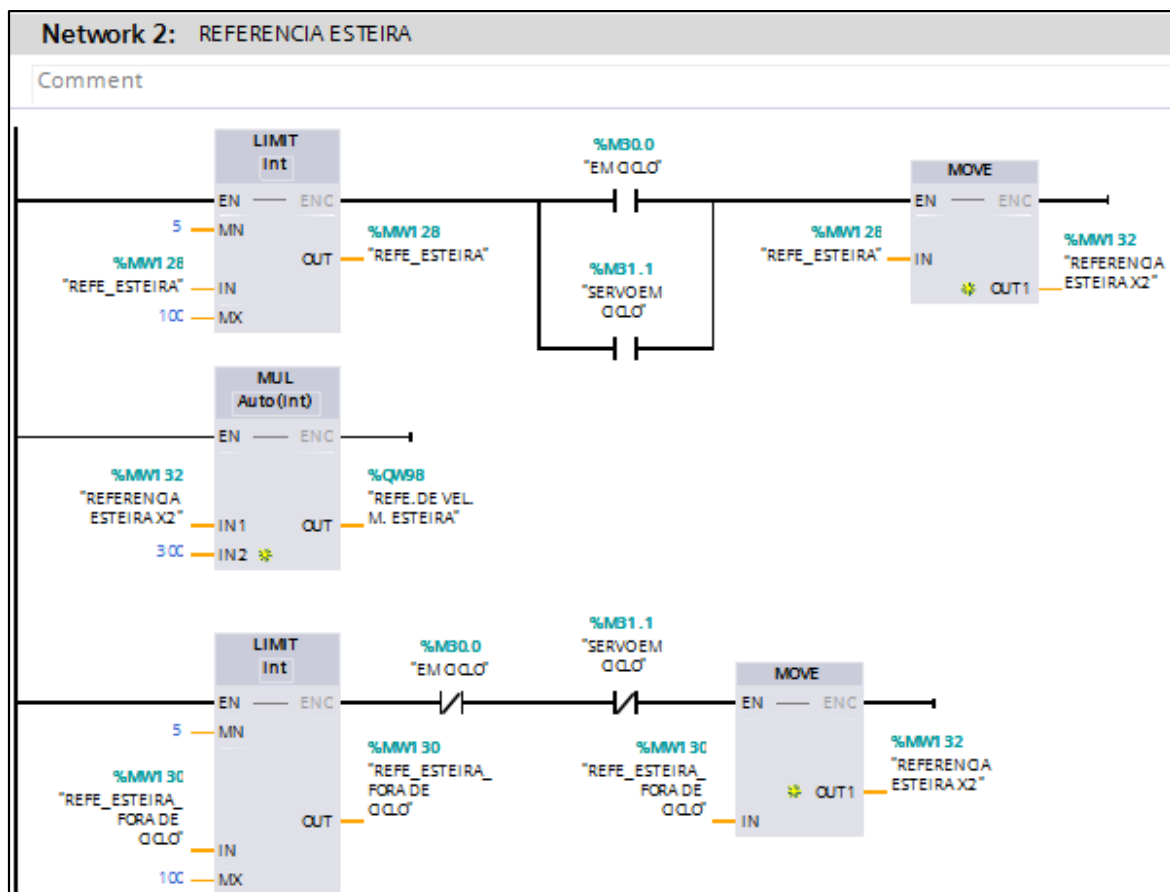 Network 2: REFERENCIA ESTEIRA
Comment
LIMIT
Int
EN ENC
5 MN
%MW128
"REFE_ESTEIRA" IN
100 MX
OUT %MW128
"REFE_ESTEIRA"
%M30.0
"EM CICLO"
%M31.1
"SERVO EM
CICLO"
MOVE
EN ENC
%MW128
"REFE_ESTEIRA" IN
OUT1 %MW132
"REFERENCIA
ESTEIRA X2"
MUL
Auto(Int)
EN ENC
%MW132
"REFERENCIA
ESTEIRA X2" IN1
300 IN2
OUT %QW98
"REFE. DE VEL.
M. ESTEIRA"
LIMIT
Int
EN ENC
5 MN
%MW130
"REFE_ESTEIRA_
FORA DE
CICLO" IN
100 MX
OUT %MW130
"REFE_ESTEIRA_
FORA DE
CICLO"
%M30.0
"EM CICLO"
%M31.1
"SERVO EM
CICLO"
MOVE
EN ENC
%MW130
"REFE_ESTEIRA_
FORA DE
CICLO" IN
OUT1 %MW132
"REFERENCIA
ESTEIRA X2"